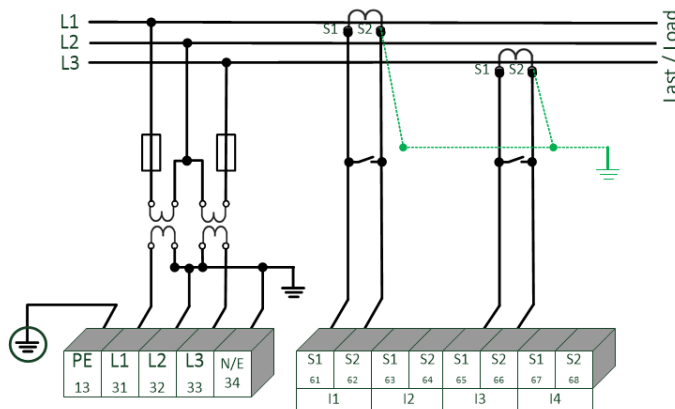 L1
S1
S2
L2
L3
S1
S2
Last / Load
PE
L1
L2
L3
N/E
13
31
32
33
34
S1
S2
S1
S2
S1
S2
S1
S2
61
62
63
64
65
66
67
68
I1
I2
I3
I4